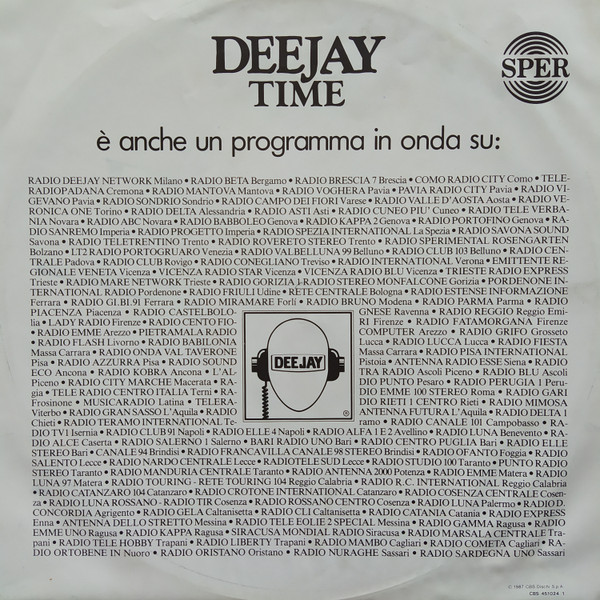 DEEJAY
TIME
SPER
è anche un programma in onda su:
RADIO DEEJAY NETWORK Milano • RADIO BETA Bergamo • RADIO BRESCIA 7 Brescia • COMO RADIO CITY Como • TELE-
RADIOPADANA Cremona • RADIO MANTOVA Mantova • RADIO VOGHERA Pavia • PAVIA RADIO CITY Pavia • RADIO VI-
GEVANO Pavia • RADIO SONDRIO Sondrio • RADIO CAMPO DEI FIORI Varese • RADIO VALLE D'AOSTA Aosta • RADIO VE-
RONICA ONE Torino • RADIO DELTA Alessandria • RADIO ASTI Asti • RADIO CUNEO PIU' Cuneo • RADIO TELE VERBA-
NIA Novara • RADIO ABC Novara • RADIO BABBOLEO Genova • RADIO KAPPA 2 Genova • RADIO PORTOFINO Genova • RA-
DIO SANREMO Imperia • RADIO PROGETTO Imperia • RADIO SPEZIA INTERNATIONAL La Spezia • RADIO SAVONA SOUND
Savona • RADIO TELETRENTINO Trento • RADIO ROVERETO STEREO Trento • RADIO SPERIMENTAL ROSENGARTEN
Bolzano • LT2 RADIO PORTOGRUARO Venezia • RADIO VALBELLUNA 99 Belluno • RADIO CLUB 103 Belluno • RADIO CEN-
TRALE Padova • RADIO CLUB Rovigo • RADIO CONEGLIANO Treviso • RADIO INTERNATIONAL Verona • EMITTENTE RE-
GIONALE VENETA Vicenza • VICENZA RADIO STAR Vicenza • VICENZA RADIO BLU Vicenza • TRIESTE RADIO EXPRESS
Trieste • RADIO MARE NETWORK Trieste • RADIO GORIZIA 1 • RADIO STEREO MONFALCONE Gorizia • PORDENONE IN-
TERNATIONAL RADIO Pordenone • RADIO FRIULI Udine • RETE CENTRALE Bologna • RADIO ESTENSE INFORMAZIONE
Ferrara • RADIO GI.BI.91 Ferrara • RADIO MIRAMARE Forlí • RADIO BRUNO Modena • RADIO PARMA Parma • RADIO
PIACENZA Piacenza • RADIO CASTELBOLO-
GNESE Ravenna • RADIO REGGIO Reggio Emi-
lia • LADY RADIO Firenze • RADIO CENTO FIO-
RI Firenze • RADIO FATAMORGANA Firenze
• RADIO EMME Arezzo • PIETRAMALA RADIO
COMPUTER Arezzo • RADIO GRIFO Grosseto
• RADIO FLASH Livorno • RADIO BABILONIA
Lucca • RADIO LUCCA Lucca • RADIO FIESTA
Massa Carrara • RADIO ONDA VAL TAVERONE
Massa Carrara • RADIO PISA INTERNATIONAL
Pisa • RADIO AZZURRA Pisa • RADIO SOUND
Pistoia • ANTENNA RADIO ESSE Siena • RADIO
ECO Ancona • RADIO KOBRA Ancona • L'AL-
TRA RADIO Ascoli Piceno • RADIO BLU Ascoli
Piceno • RADIO CITY MARCHE Macerata • RA-
DIO PUNTO Pesaro • RADIO PERUGIA 1 Peru-
gia • TELE RADIO CENTRO ITALIA Terni • RA-
DIO EMME 100 STEREO Roma • RADIO GARI
Frosinone • MUSICARADIO Latina • TELERA-
DIO RIETI 1 CENTRO Rieti • RADIO MIMOSA
Viterbo • RADIO GRAN SASSO L'Aquila • RADIO
ANTENNA FUTURA L'Aquila • RADIO DELTA 1
Chieti • RADIO TERAMO INTERNATIONAL Te-
ramo • RADIO CANALE 101 Campobasso • RA-
DIO TV1 Isernia • RADIO CLUB 91 Napoli • RADIO ELLE 4 Napoli • RADIO ALFA 1 E 2 Avellino • RADIO LUNA Benevento • RA-
DIO ALCE Caserta • RADIO SALERNO 1 Salerno • BARI RADIO UNO Bari • RADIO CENTRO PUGLIA Bari • RADIO ELLE
STEREO Bari • CANALE 94 Brindisi • RADIO FRANCAVILLA CANALE 98 STEREO Brindisi • RADIO OFANTO Foggia • RADIO
SALENTO Lecce • RADIO NARDO CENTRALE Lecce • RADIOTELE SUD Lecce • RADIO STUDIO 100 Taranto • PUNTO RADIO
STEREO Taranto • RADIO MANDURIA CENTRALE Taranto • RADIO ANTENNA 2000 Potenza • RADIO EMME Matera • RADIO
LUNA 97 Matera • RADIO TOURING - RETE TOURING 104 Reggio Calabria • RADIO R.C. INTERNATIONAL Reggio Calabria
• RADIO CATANZARO 104 Catanzaro • RADIO CROTONE INTERNATIONAL Catanzaro • RADIO COSENZA CENTRALE Cosen-
za • RADIO LUNA ROSSANO - RADIO TIR Cosenza • RADIO ROSSANO CENTRO Cosenza • RADIO LUNA Palermo • RADIO D.
CONCORDIA Agrigento • RADIO GELA Caltanisetta • RADIO CLI Caltanisetta • RADIO CATANIA Catania • RADIO EXPRESS
Enna • ANTENNA DELLO STRETTO Messina • RADIO TELE EOLIE 2 SPECIAL Messina • RADIO GAMMA Ragusa • RADIO
EMME UNO Ragusa • RADIO KAPPA Ragusa • SIRACUSA MONDIAL RADIO Siracusa • RADIO MARSALA CENTRALE Tra-
pani • RADIO TELE HOBBY Trapani • RADIO LIBERTY Trapani • RADIO MAMBO Cagliari • RADIO COMETA Cagliari • RA-
DIO ORTOBENE IN Nuoro • RADIO ORISTANO Oristano • RADIO NURAGHE Sassari • RADIO SARDEGNA UNO Sassari
DEE JAY
®
℗ 1987 CBS Dischi S.p.A.
CBS 451024 1